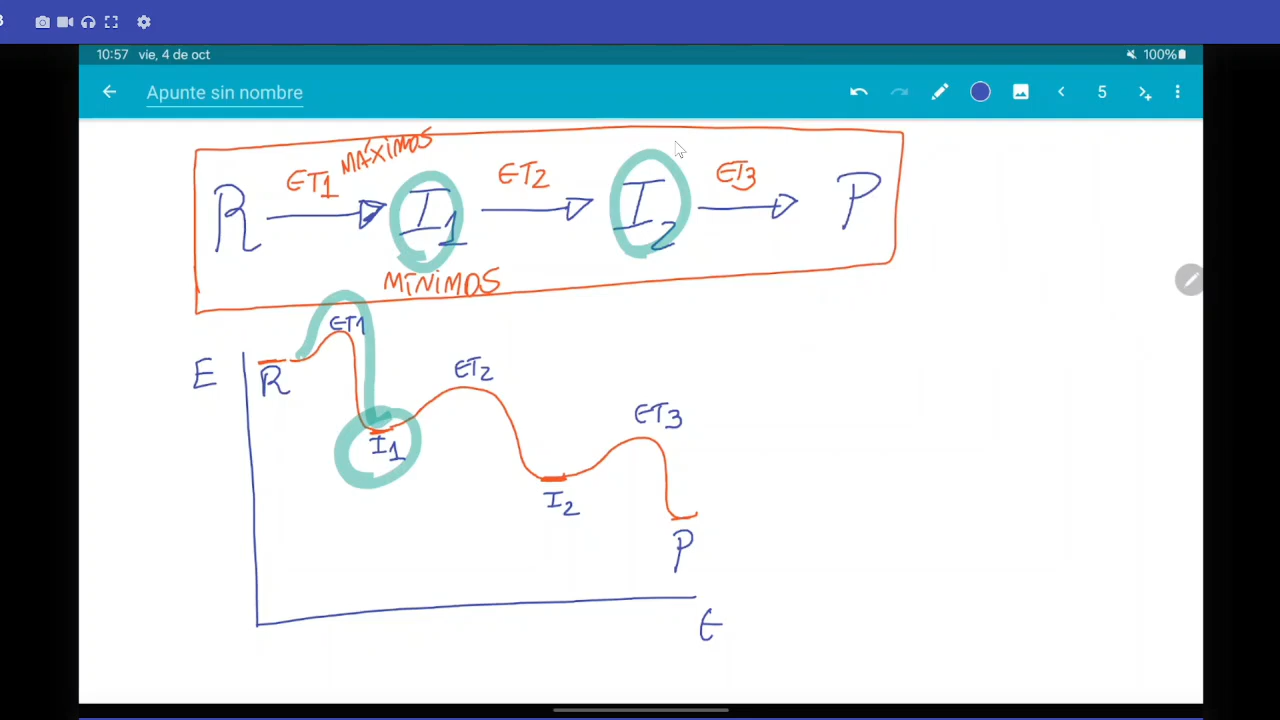 10:57 vie, 4 de oct 100%
Apunte sin nombre 5
R ET1 MÁXIMOS I1 ET2 I2 ET3 P
MÍNIMOS
E R ET1 I1 ET2 I2 ET3 P
t